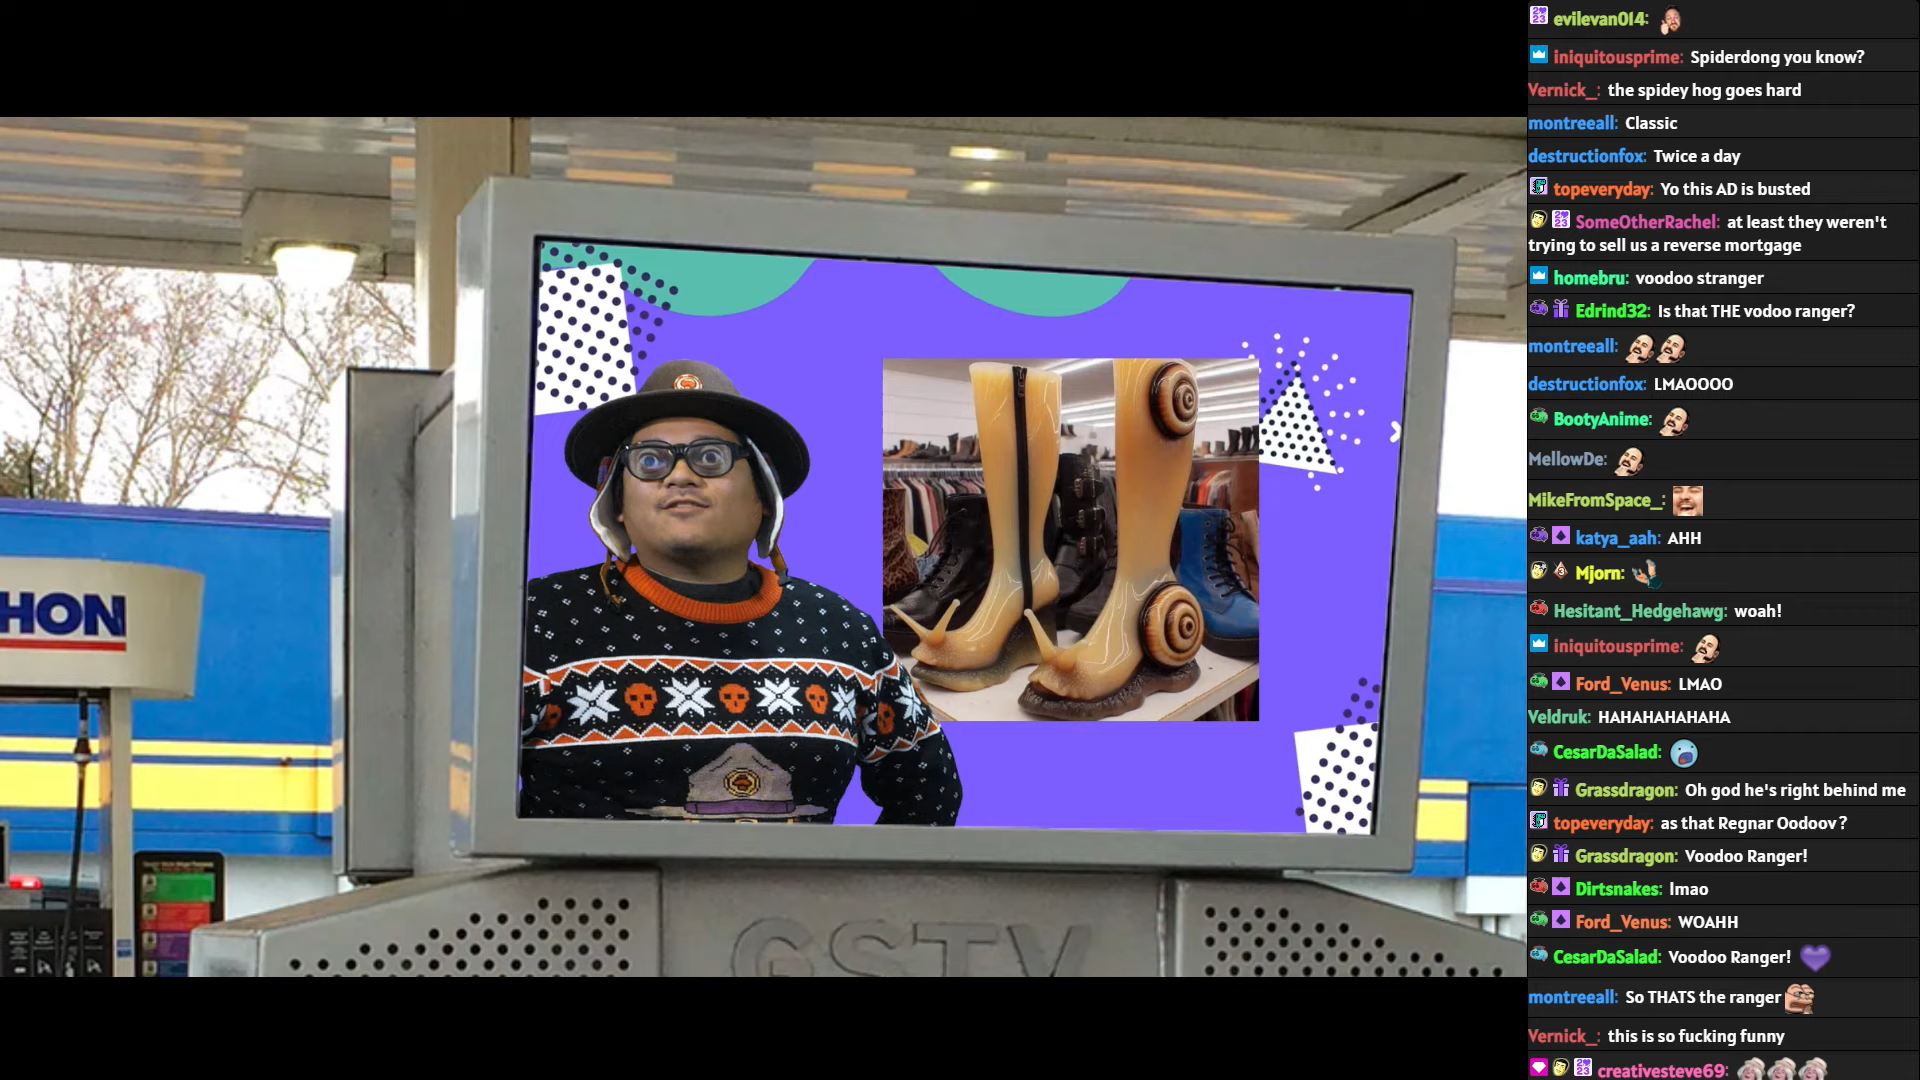 HON
GSTV
evilevan014:
iniquitousprime: Spiderdong you know?
Vernick_: the spidey hog goes hard
montreeall: Classic
destructionfox: Twice a day
topeveryday: Yo this AD is busted
SomeOtherRachel: at least they weren't
trying to sell us a reverse mortgage
homebru: voodoo stranger
Edrind32: Is that THE vodoo ranger?
montreeall:
destructionfox: LMAOOOO
BootyAnime:
MellowDe:
MikeFromSpace_:
katya_aah: AHH
Mjorn:
Hesitant_Hedgehawg: woah!
iniquitousprime:
Ford_Venus: LMAO
Veldruk: HAHAHAHAHAHA
CesarDaSalad:
Grassdragon: Oh god he's right behind me
topeveryday: as that Regnar Oodoov?
Grassdragon: Voodoo Ranger!
Dirtsnakes: lmao
Ford_Venus: WOAHH
CesarDaSalad: Voodoo Ranger!
montreeall: So THATS the ranger
Vernick_: this is so fucking funny
creativesteve69: